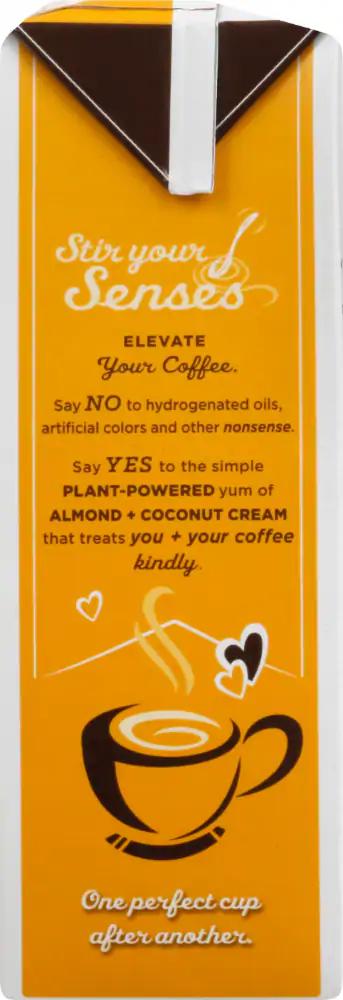 Stir your
Senses
ELEVATE
Your Coffee.
Say NO to hydrogenated oils,
artificial colors and other nonsense.
Say YES to the simple
PLANT-POWERED yum of
ALMOND + COCONUT CREAM
that treats you + your coffee
kindly.
One perfect cup
after another.